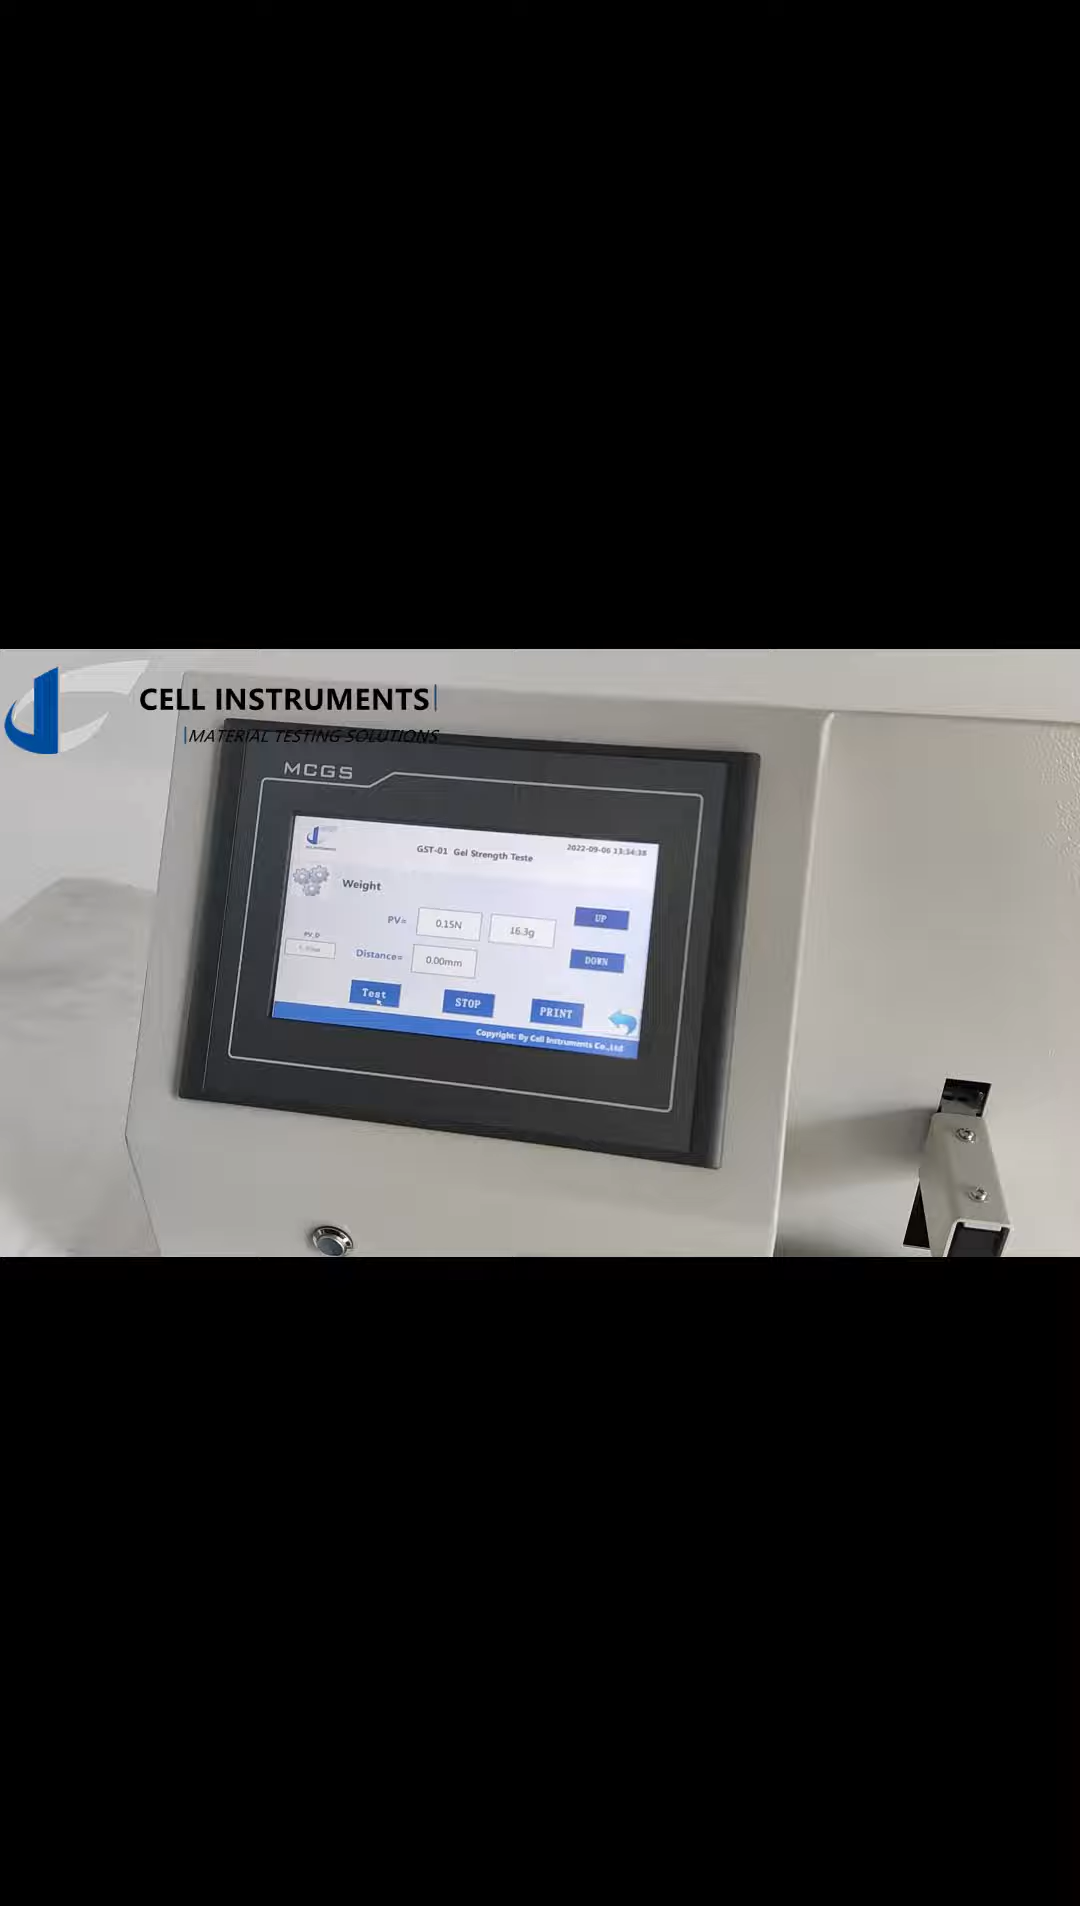 CELL INSTRUMENTS
MATERIAL TESTING SOLUTIONS
MCGS
GST-01 Gel Strength Teste
2022-09-06 13:54:38
Weight
PV=
0.15N
16.3g
UP
PV_D
Distance=
0.00mm
DOWN
Test
STOP
PRINT
Copyright: By Cell Instruments Co.,Ltd